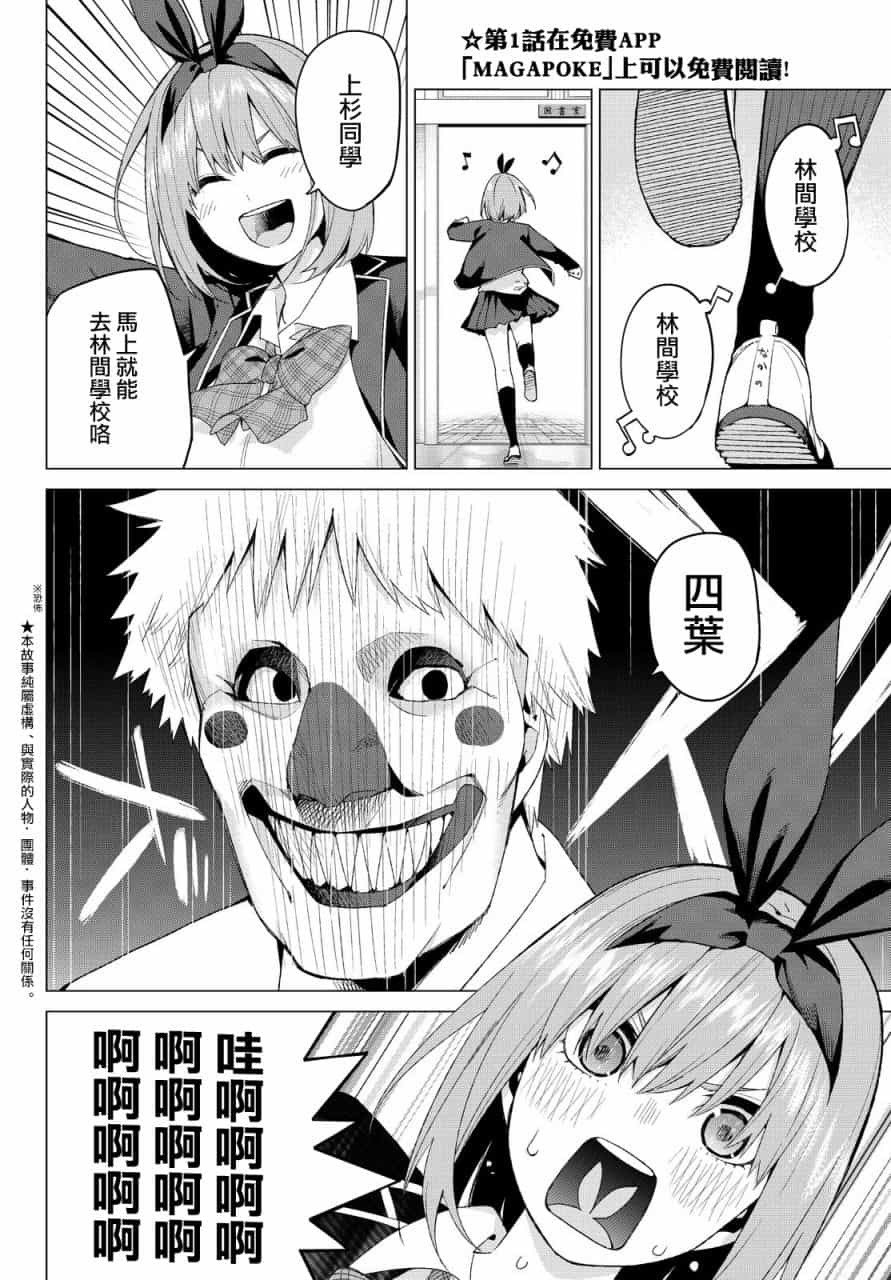 ☆第1話在免費APP
「MAGAPOKE」上可以免費閱讀!
林間學校
林間學校
なかの
図書室
上杉同學
馬上就能
去林間學校咯
四葉
※恐怖
★本故事純屬虛構、與實際的人物・團體・事件沒有任何關係。
哇啊啊啊啊
啊啊啊啊啊
啊啊啊啊啊